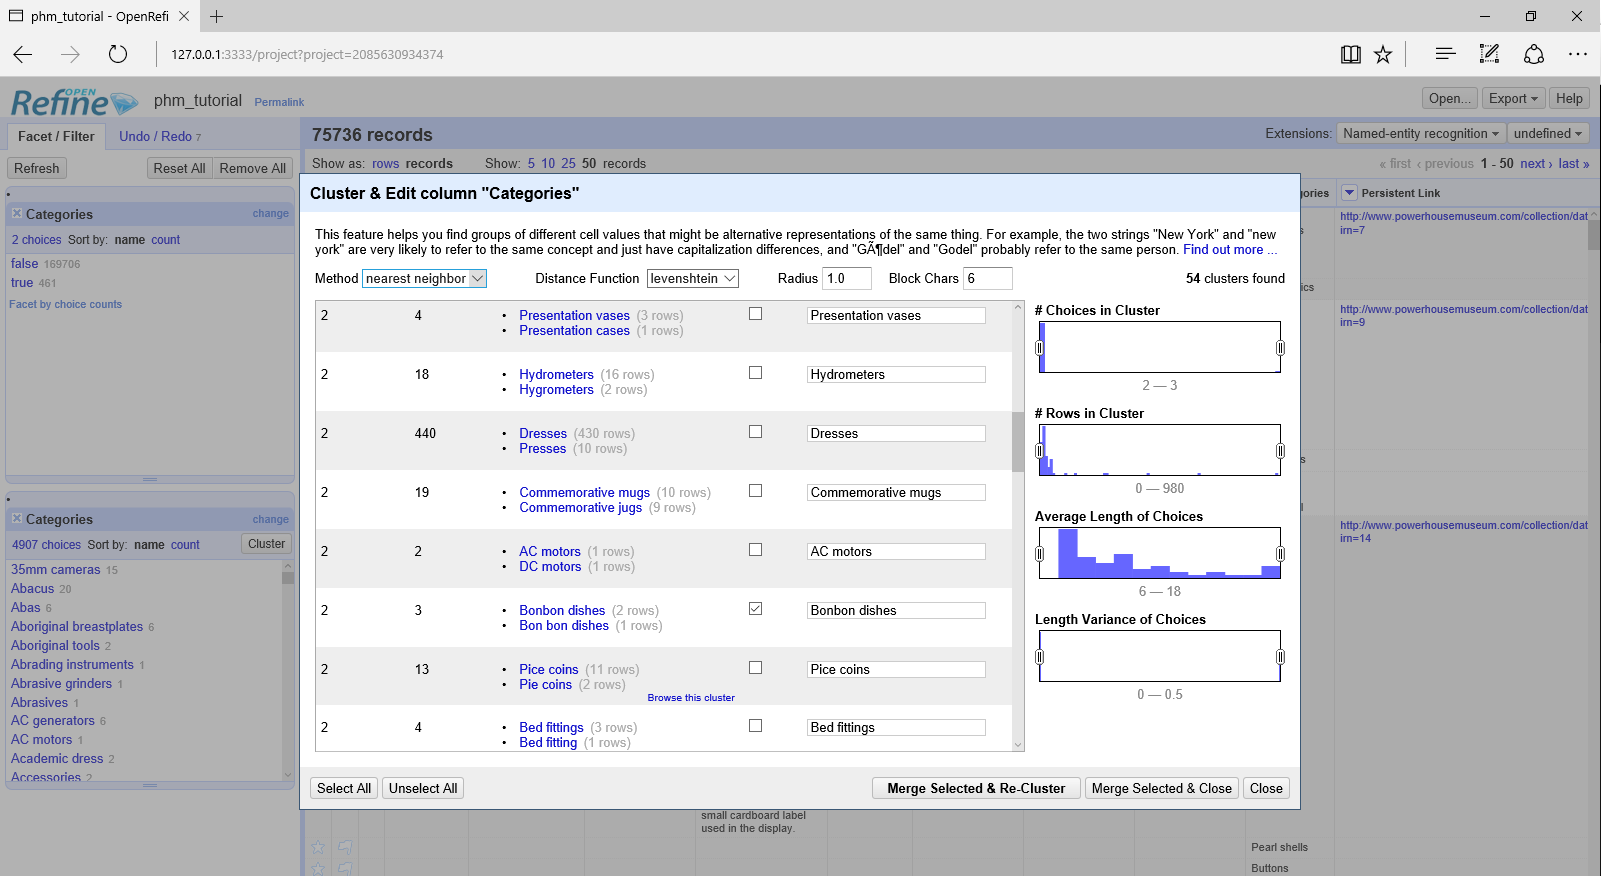 phm_tutorial - OpenRefi
127.0.0.1:3333/project?project=2085630934374
OPEN
Refine phm_tutorial Permalink
Open... Export Help
Facet / Filter Undo / Redo 7
75736 records
Extensions: Named-entity recognition undefined
Refresh Reset All Remove All
Show as: rows records Show: 5 10 25 50 records
« first ‹ previous 1 - 50 next › last »
Categories change
2 choices Sort by: name count
false 169706
true 461
Facet by choice counts
Categories change
4907 choices Sort by: name count Cluster
35mm cameras 15
Abacus 20
Abas 6
Aboriginal breastplates 6
Aboriginal tools 2
Abrading instruments 1
Abrasive grinders 1
Abrasives 1
AC generators 6
AC motors 1
Academic dress 2
Accessories 2
Cluster & Edit column "Categories"
This feature helps you find groups of different cell values that might be alternative representations of the same thing. For example, the two strings "New York" and "new
york" are very likely to refer to the same concept and just have capitalization differences, and "GÃ¶del" and "Godel" probably refer to the same person. Find out more ...
Method nearest neighbor Distance Function levenshtein Radius 1.0 Block Chars 6 54 clusters found
2 4 • Presentation vases (3 rows) Presentation vases
• Presentation cases (1 rows)
2 18 • Hydrometers (16 rows) Hydrometers
• Hygrometers (2 rows)
2 440 • Dresses (430 rows) Dresses
• Presses (10 rows)
2 19 • Commemorative mugs (10 rows) Commemorative mugs
• Commemorative jugs (9 rows)
2 2 • AC motors (1 rows) AC motors
• DC motors (1 rows)
2 3 • Bonbon dishes (2 rows) Bonbon dishes
• Bon bon dishes (1 rows)
2 13 • Pice coins (11 rows) Pice coins
• Pie coins (2 rows)
Browse this cluster
2 4 • Bed fittings (3 rows) Bed fittings
• Bed fitting (1 rows)
# Choices in Cluster
2 — 3
# Rows in Cluster
0 — 980
Average Length of Choices
6 — 18
Length Variance of Choices
0 — 0.5
Select All Unselect All Merge Selected & Re-Cluster Merge Selected & Close Close
ories Persistent Link
http://www.powerhousemuseum.com/collection/dat
irn=7
ics
http://www.powerhousemuseum.com/collection/dat
irn=9
s
l
http://www.powerhousemuseum.com/collection/dat
irn=14
small cardboard label
used in the display.
Pearl shells
Buttons